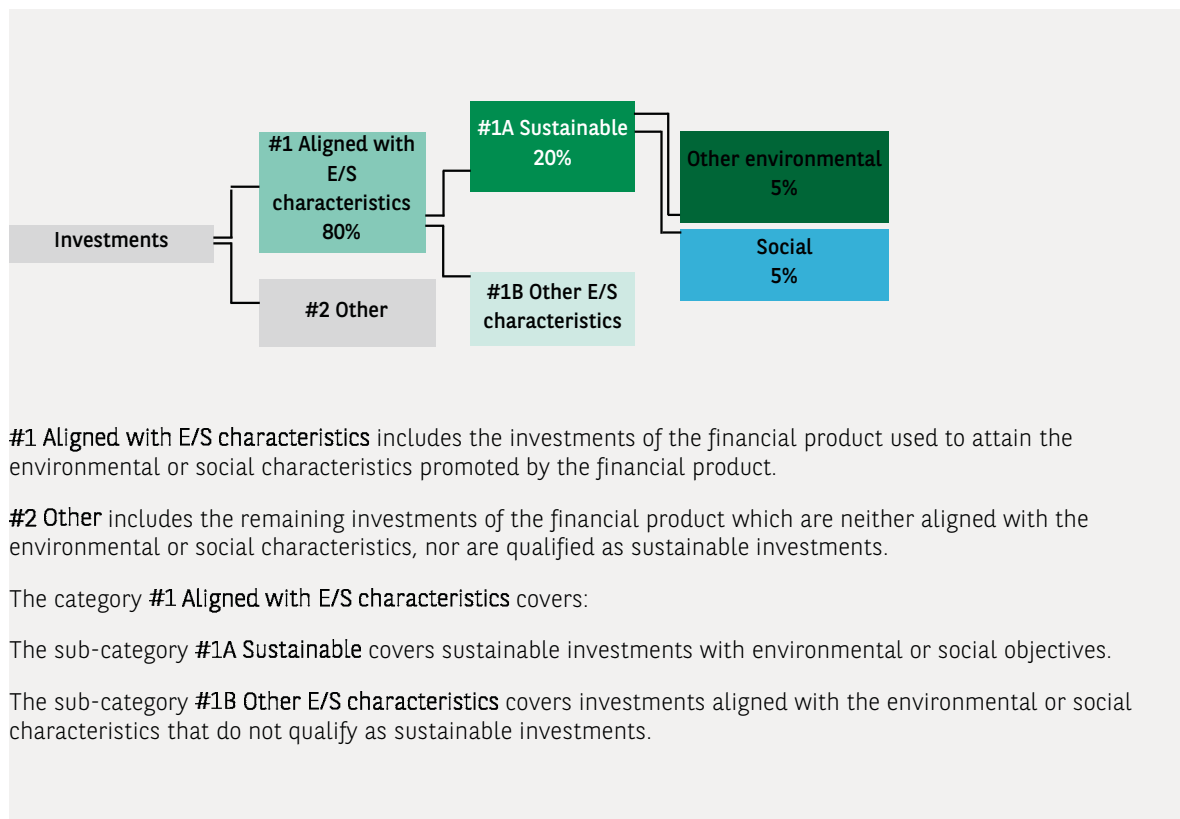 #1A Sustainable
20%
#1 Aligned with
E/S
characteristics
80%
Other environmental
5%
Investments
Social
5%
#2 Other
#1B Other E/S
characteristics
#1 Aligned with E/S characteristics includes the investments of the financial product used to attain the
environmental or social characteristics promoted by the financial product.
#2 Other includes the remaining investments of the financial product which are neither aligned with the
environmental or social characteristics, nor are qualified as sustainable investments.
The category #1 Aligned with E/S characteristics covers:
The sub-category #1A Sustainable covers sustainable investments with environmental or social objectives.
The sub-category #1B Other E/S characteristics covers investments aligned with the environmental or social
characteristics that do not qualify as sustainable investments.